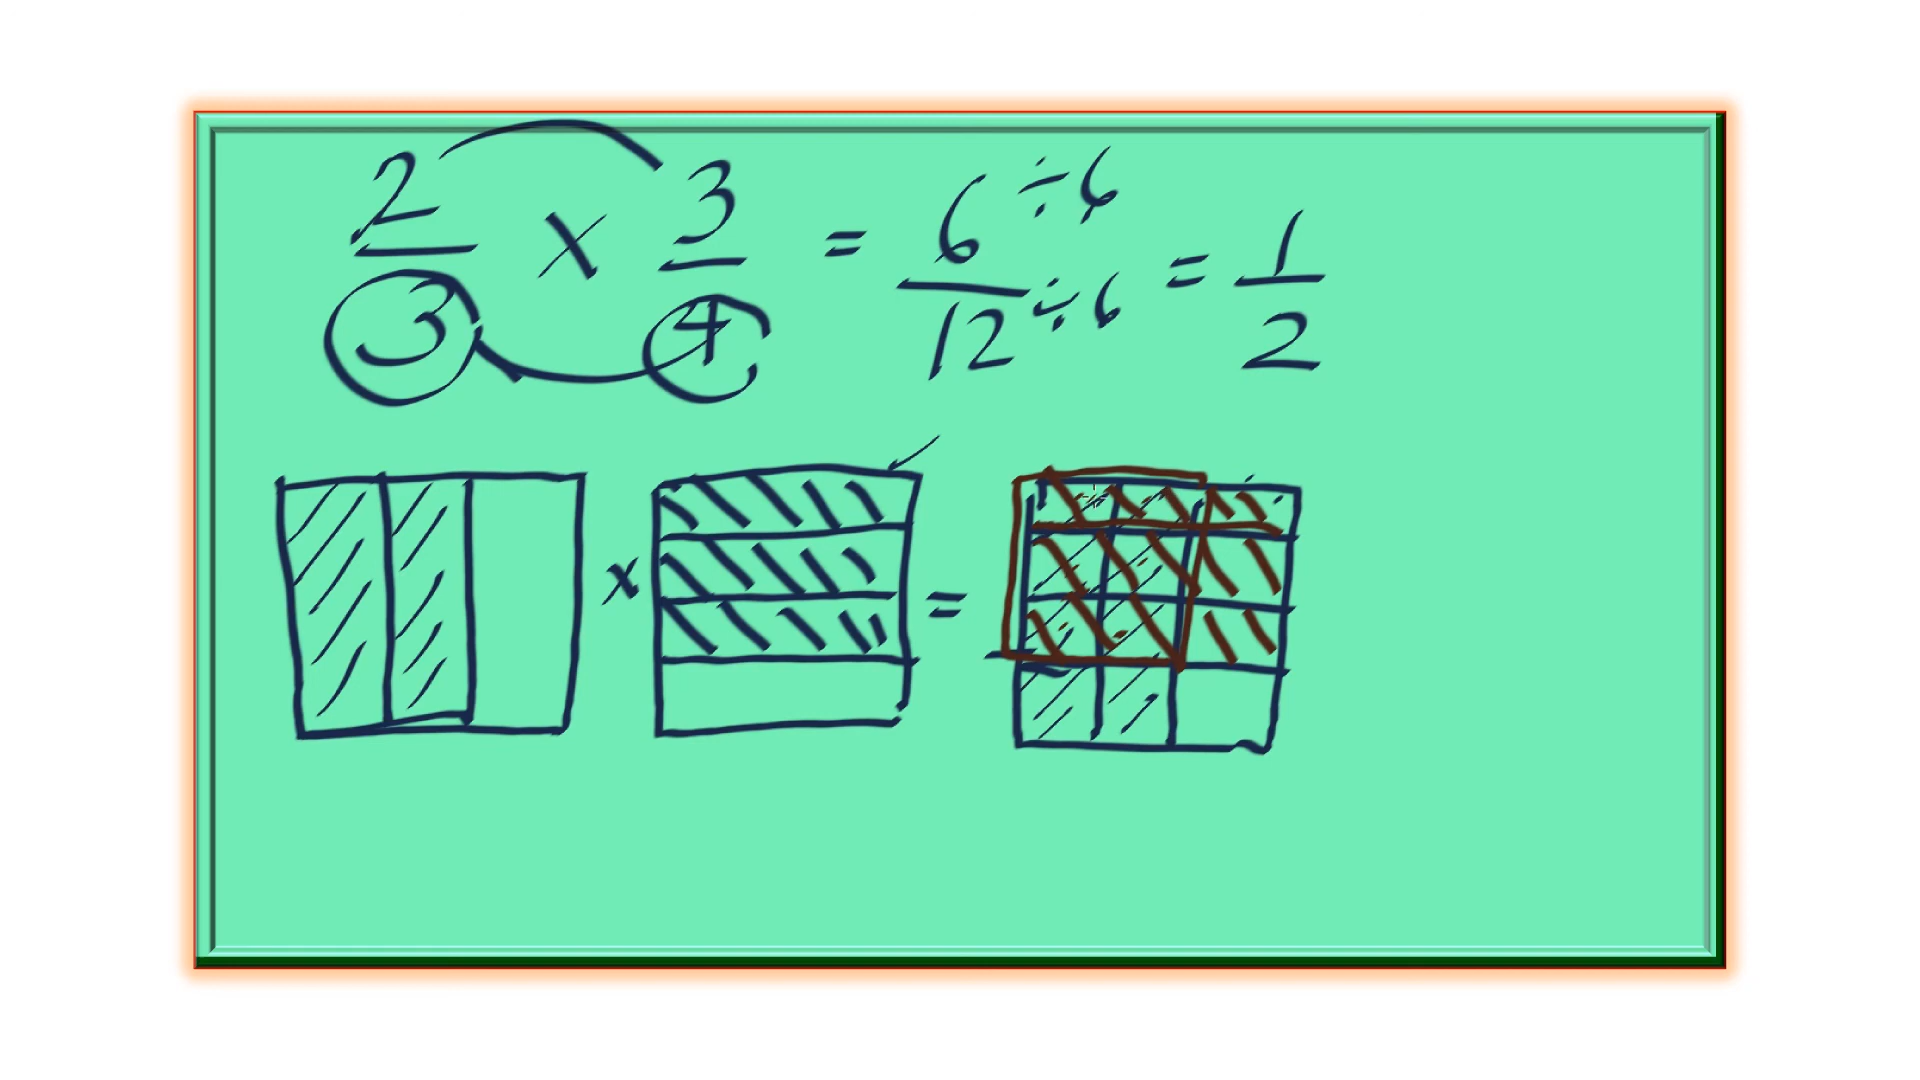 2/3 × 3/4 = 6÷6/12÷6 = 1/2
× =